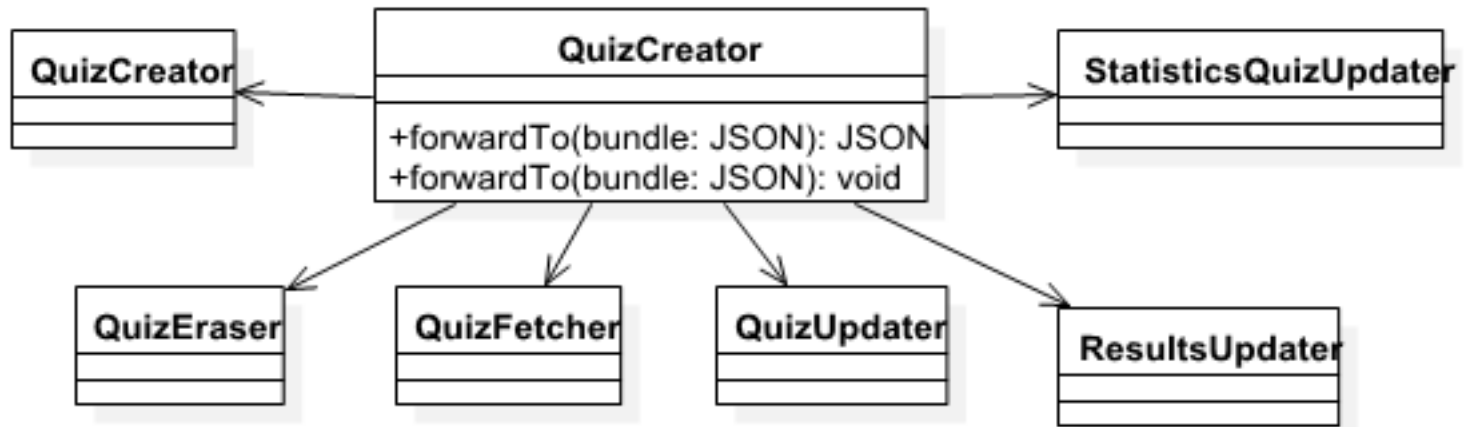 QuizCreator
QuizCreator
+forwardTo(bundle: JSON): JSON
+forwardTo(bundle: JSON): void
StatisticsQuizUpdater
QuizEraser
QuizFetcher
QuizUpdater
ResultsUpdater